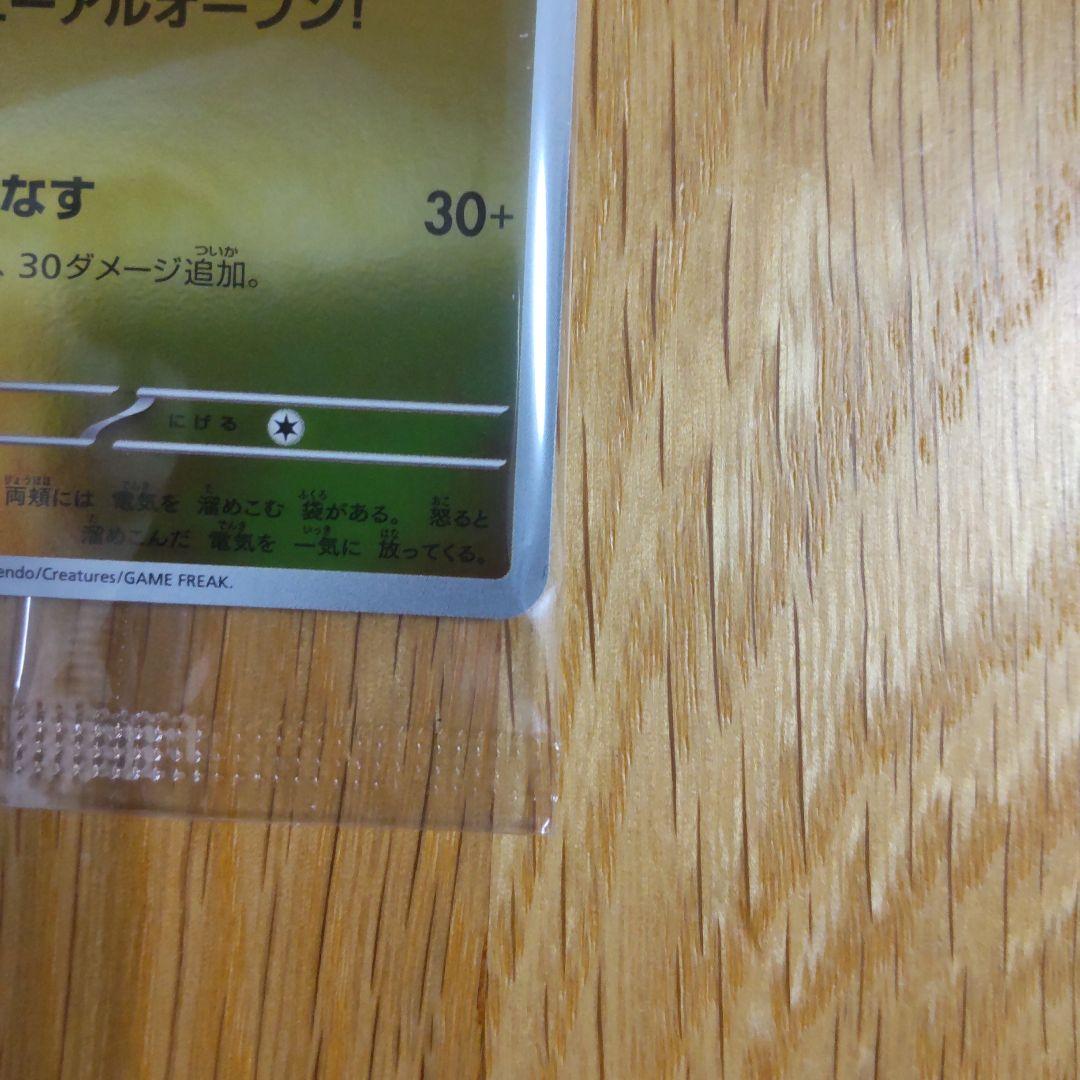 ューアルオープン!
なす 30+
、30ダメージ追加。
にげる
両頬には 電気を 溜めこむ 袋がある。 怒ると
溜めこんだ 電気を 一気に 放ってくる。
endo/Creatures/GAME FREAK.